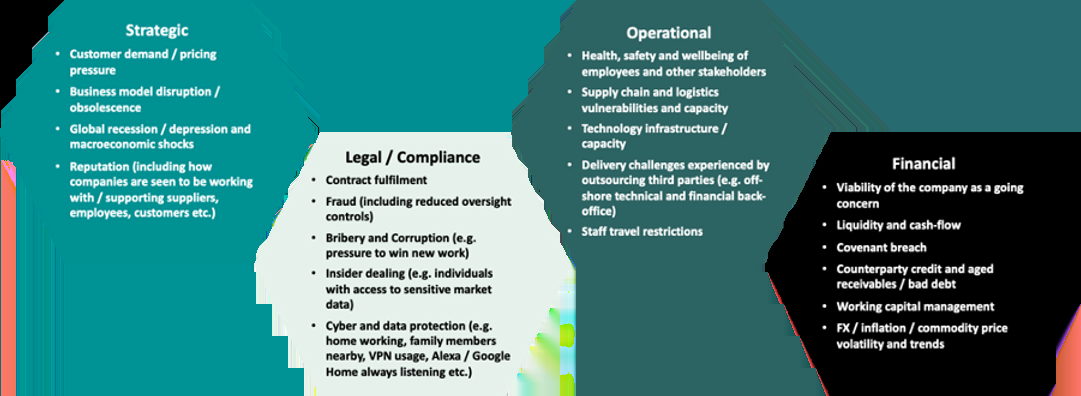 Strategic
• Customer demand / pricing
pressure
• Business model disruption /
obsolescence
• Global recession / depression and
macroeconomic shocks
• Reputation (including how
companies are seen to be working
with / supporting suppliers,
employees, customers etc.)
Legal / Compliance
• Contract fulfilment
• Fraud (including reduced oversight
controls)
• Bribery and Corruption (e.g.
pressure to win new work)
• Insider dealing (e.g. individuals
with access to sensitive market
data)
• Cyber and data protection (e.g.
home working, family members
nearby, VPN usage, Alexa / Google
Home always listening etc.)
Operational
• Health, safety and wellbeing of
employees and other stakeholders
• Supply chain and logistics
vulnerabilities and capacity
• Technology infrastructure /
capacity
• Delivery challenges experienced by
outsourcing third parties (e.g. off-
shore technical and financial back-
office)
• Staff travel restrictions
Financial
• Viability of the company as a going
concern
• Liquidity and cash-flow
• Covenant breach
• Counterparty credit and aged
receivables / bad debt
• Working capital management
• FX / inflation / commodity price
volatility and trends